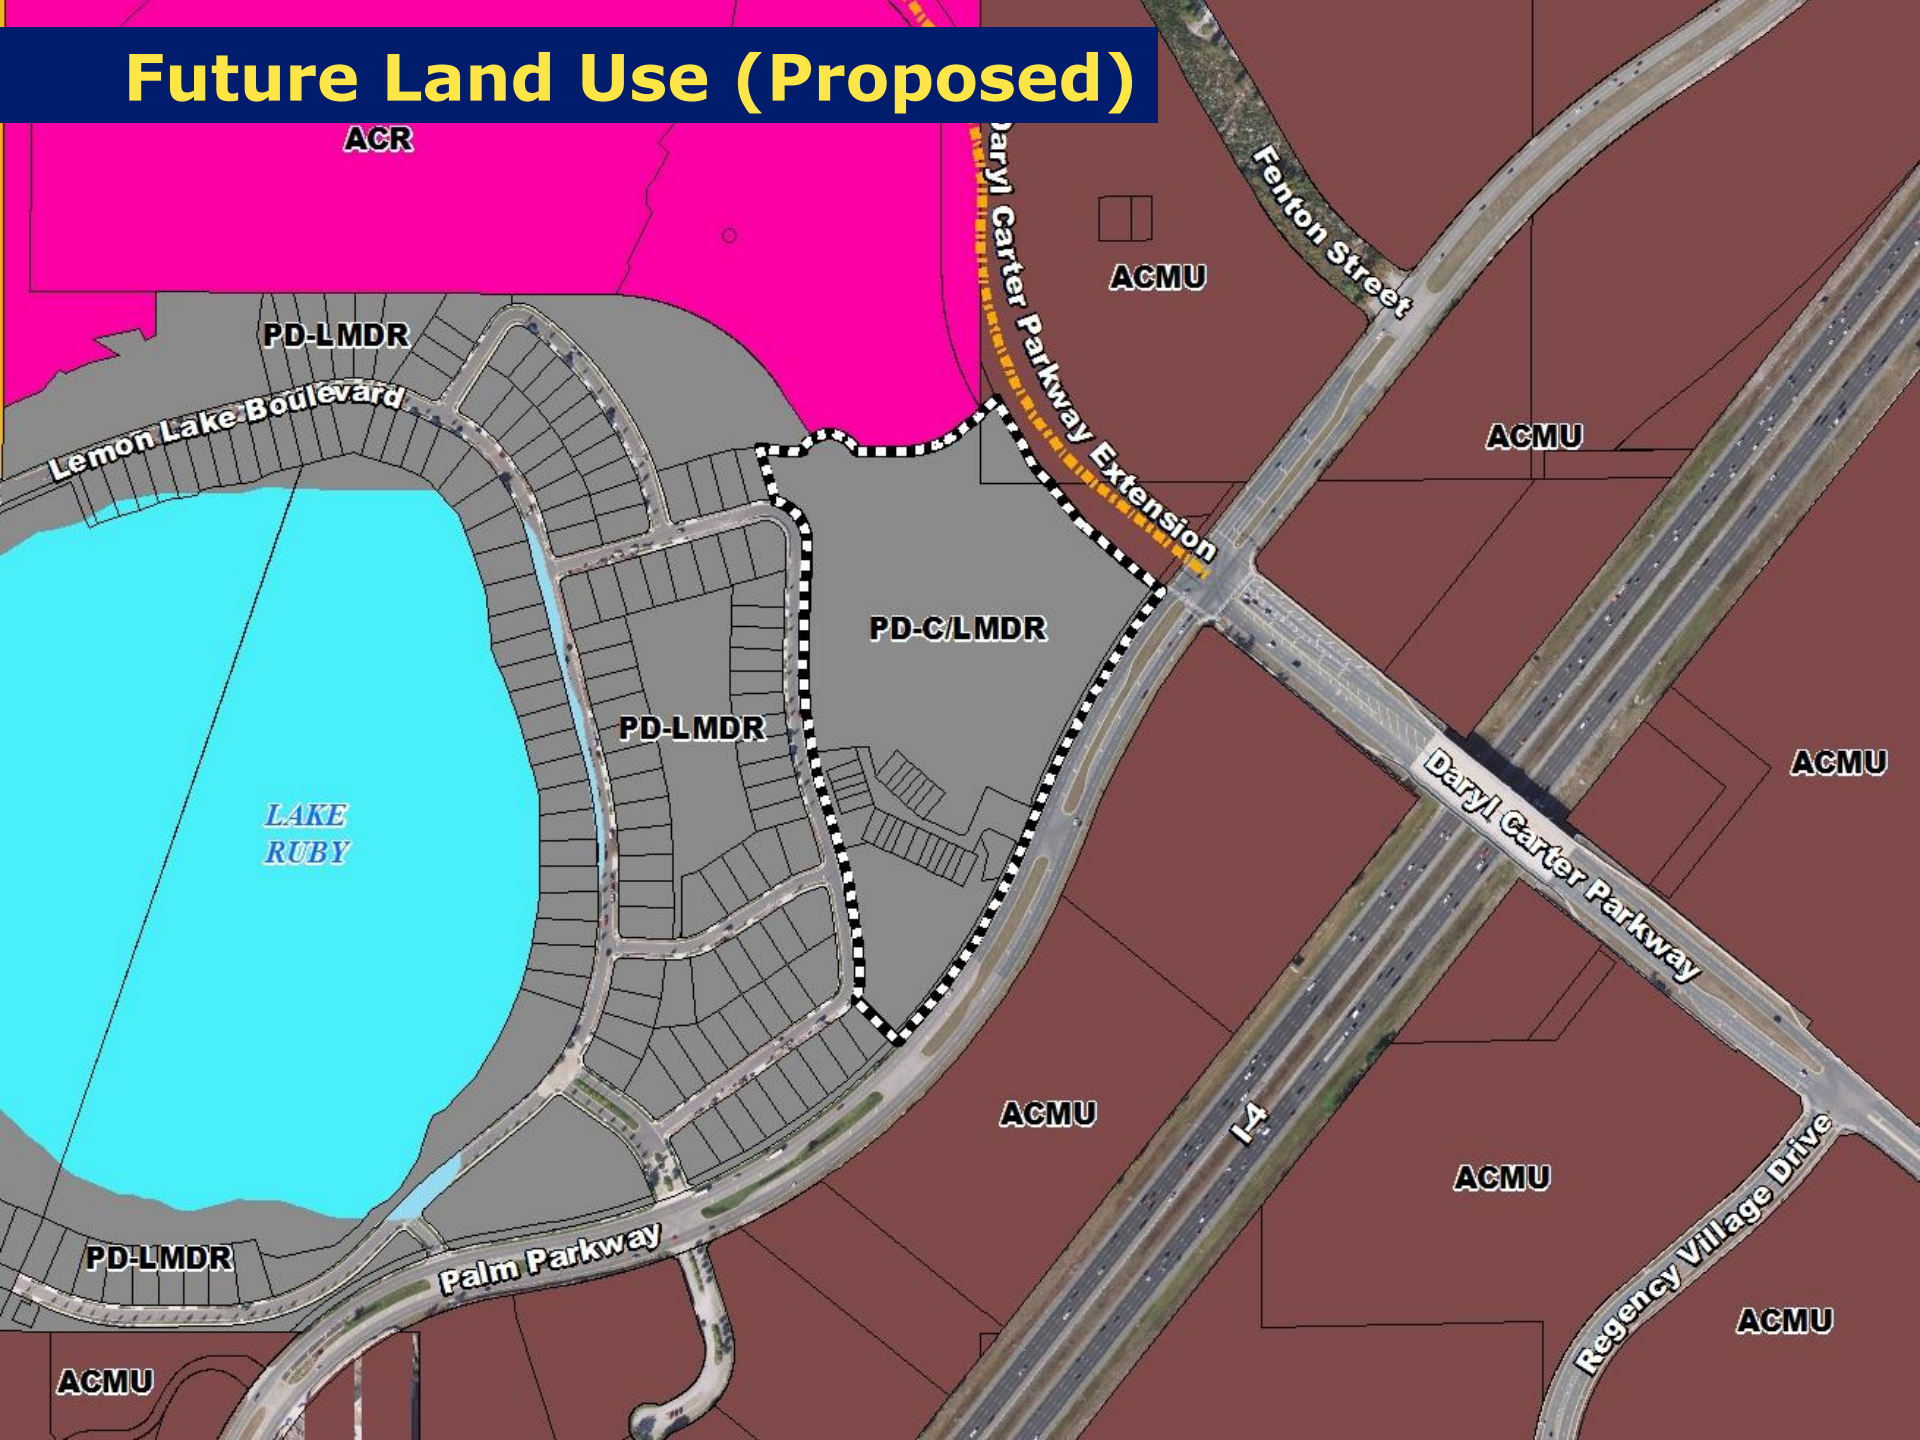 Future Land Use (Proposed)
ACR
Daryl Carter Parkway Extension
Fenton Street
ACMU
PD-LMDR
Lemon Lake Boulevard
ACMU
PD-C/LMDR
PD-LMDR
ACMU
Daryl Carter Parkway
LAKE
RUBY
ACMU
I-4
ACMU
Regency Village Drive
PD-LMDR
Palm Parkway
ACMU
ACMU